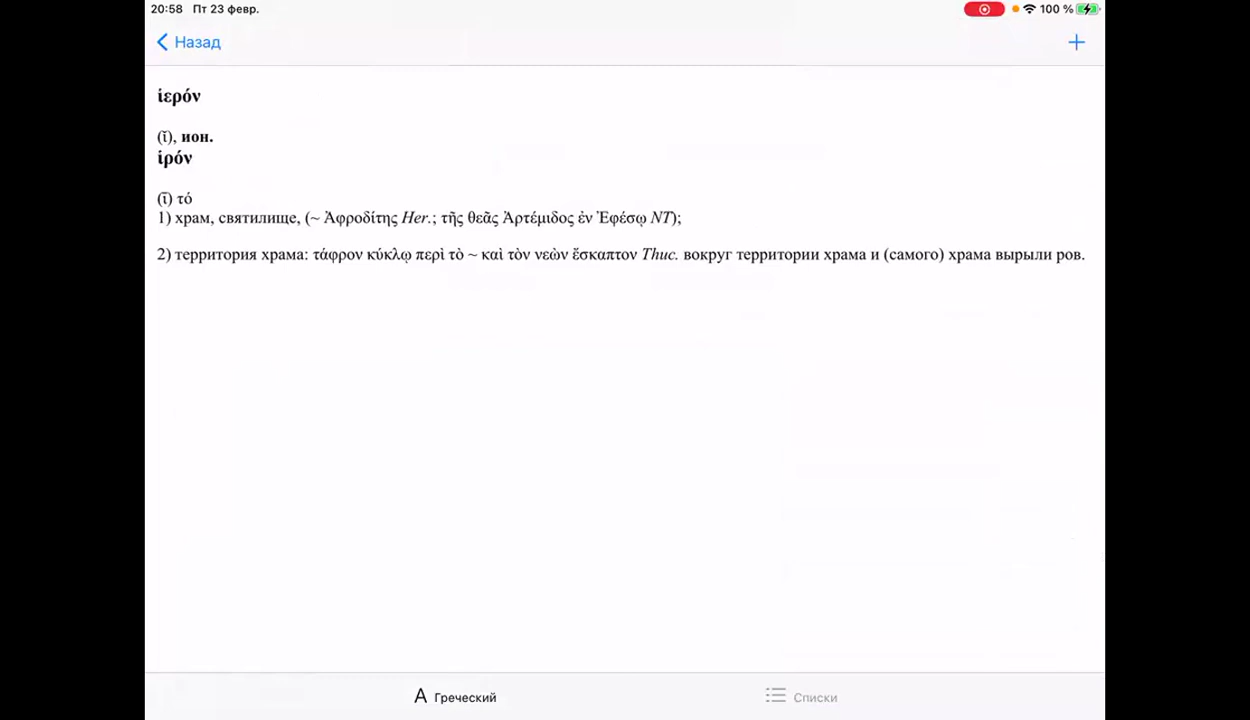 20:58 Пт 23 февр. 100 %
Назад
ἱερόν
(ῐ), ион.
ἱρόν
(ῑ) τό
1) храм, святилище, (~ Ἀφροδίτης Her.; τῆς θεᾶς Ἀρτέμιδος ἐν Ἐφέσῳ NT);
2) территория храма: τάφρον κύκλῳ περὶ τὸ ~ καὶ τὸν νεὼν ἔσκαπτον Thuc. вокруг территории храма и (самого) храма вырыли ров.
A Греческий Списки